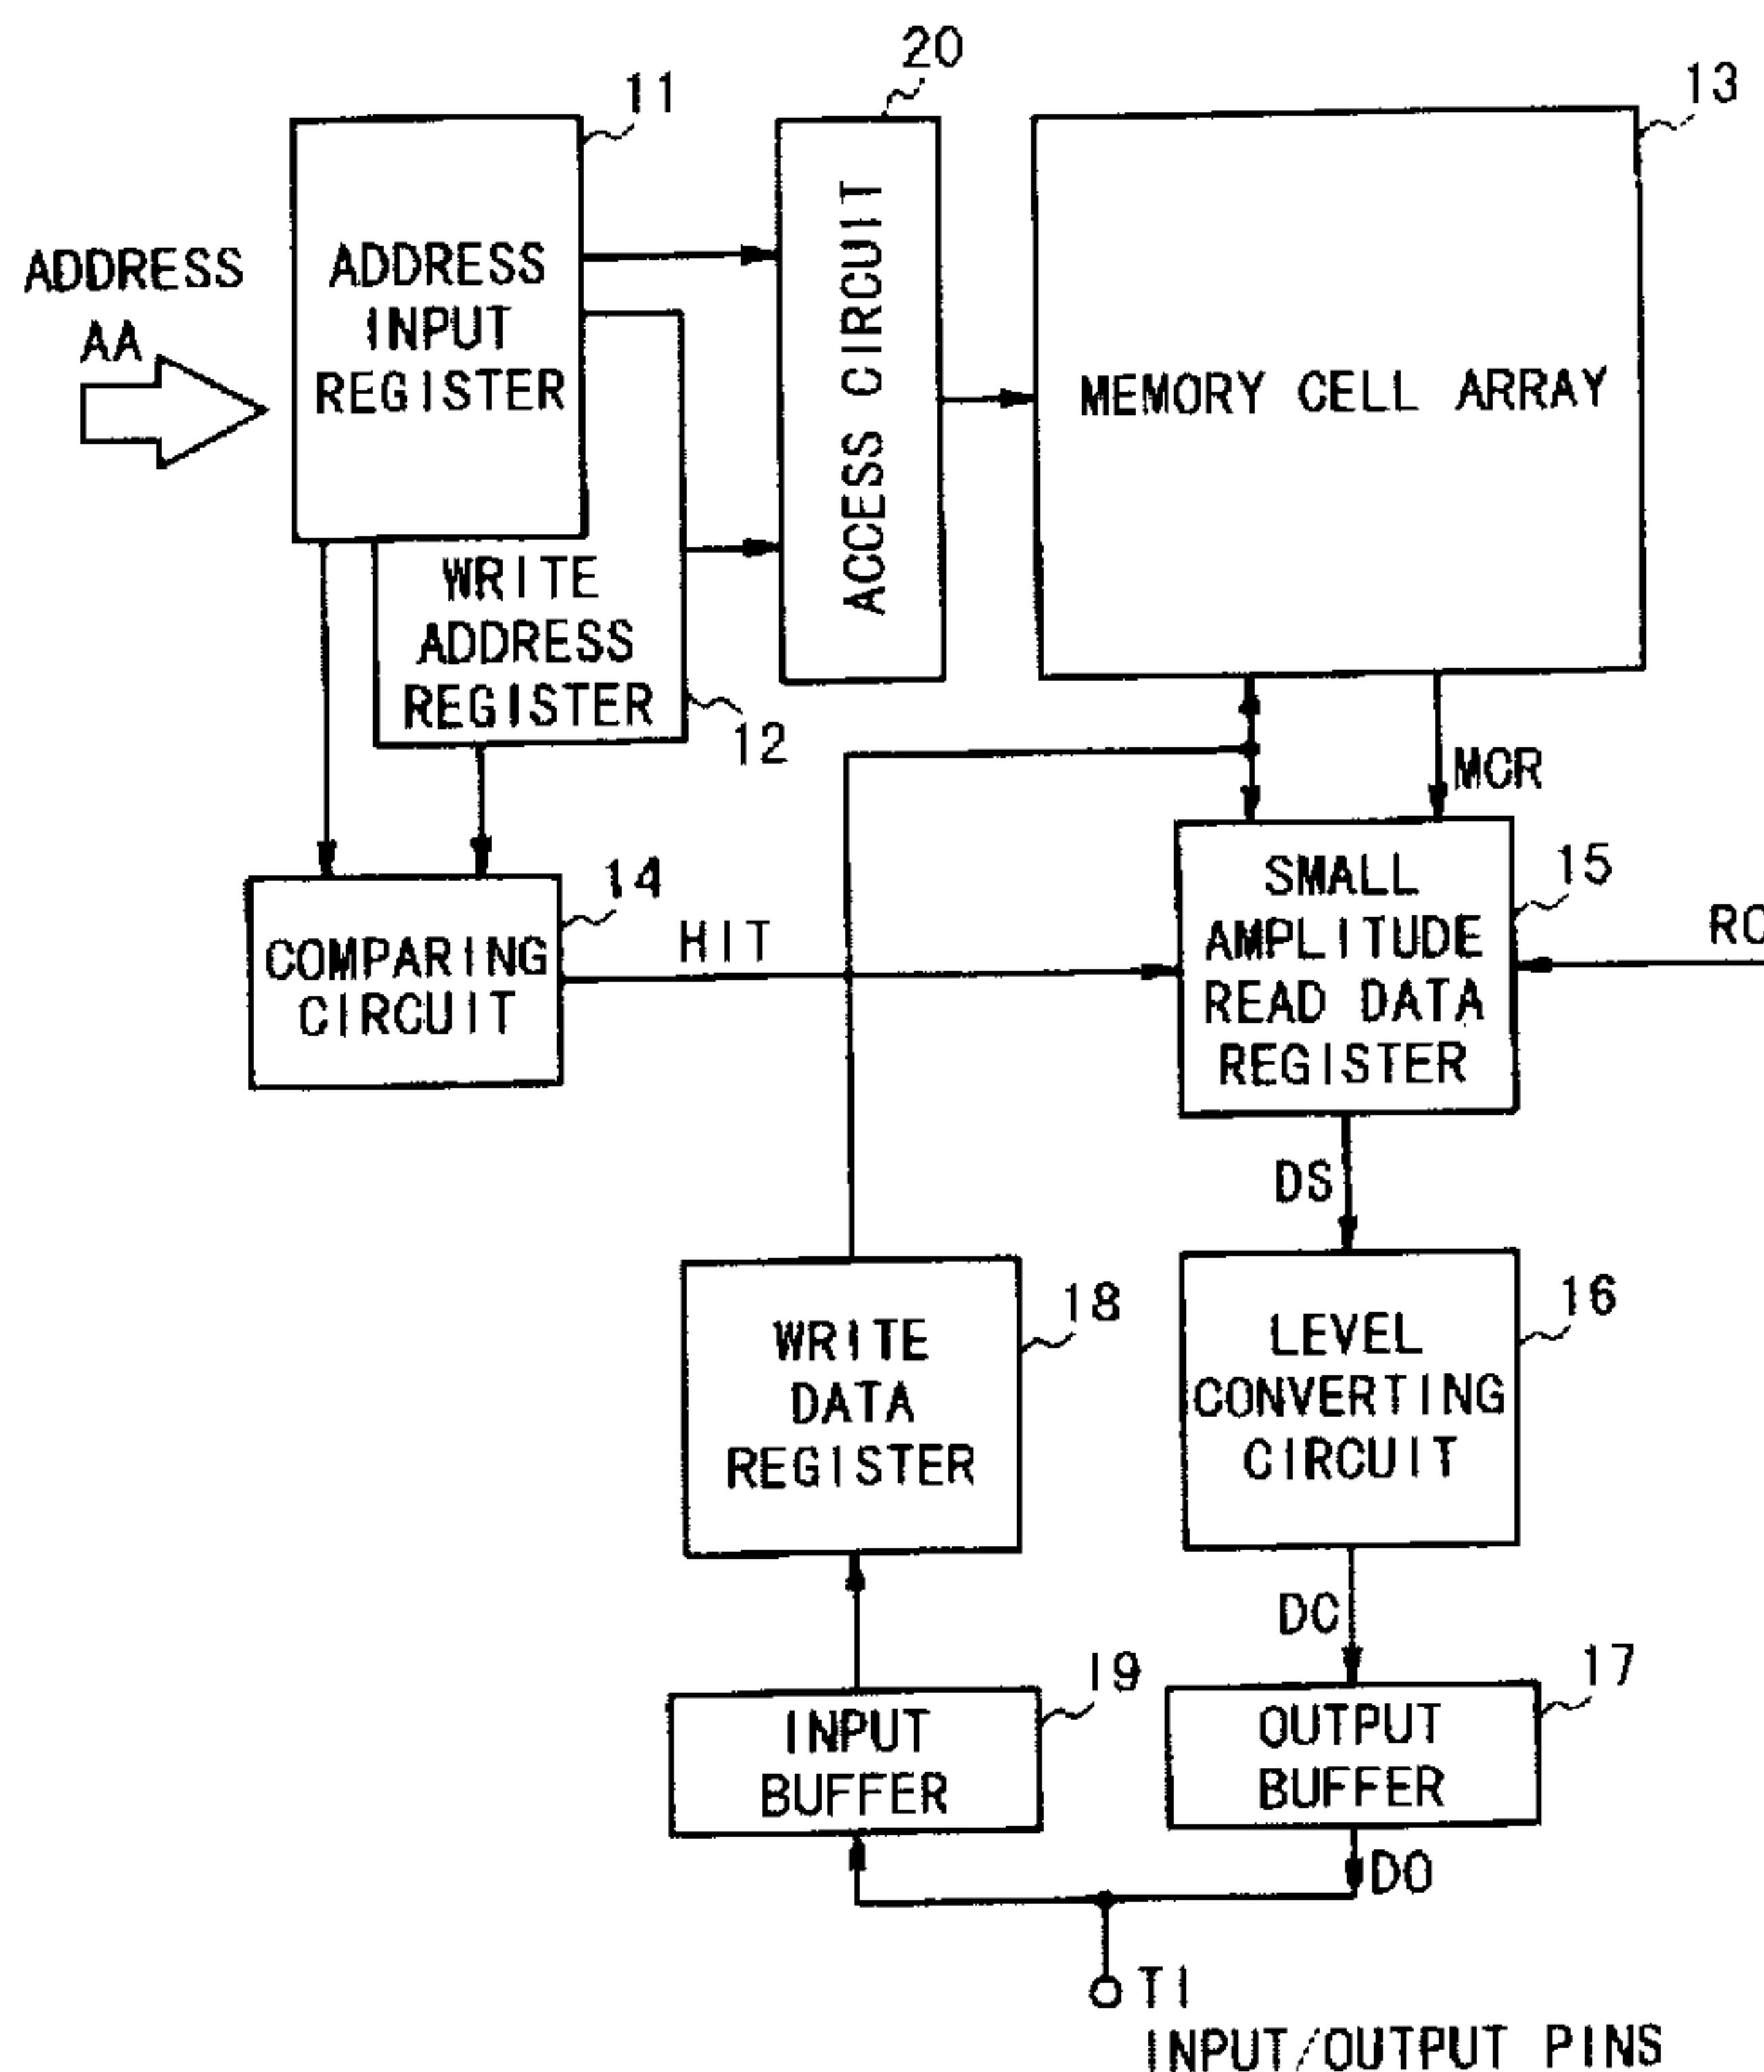 20
11
13
ADDRESS
AA
ADDRESS
INPUT
REGISTER
ACCESS CIRCUIT
MEMORY CELL ARRAY
WRITE
ADDRESS
REGISTER
12
MCR
14
COMPARING
CIRCUIT
HIT
SMALL
AMPLITUDE
READ DATA
REGISTER
15
RC
DS
WRITE
DATA
REGISTER
18
LEVEL
CONVERTING
CIRCUIT
16
DC
INPUT
BUFFER
19
OUTPUT
BUFFER
17
DO
T1
INPUT/OUTPUT PINS